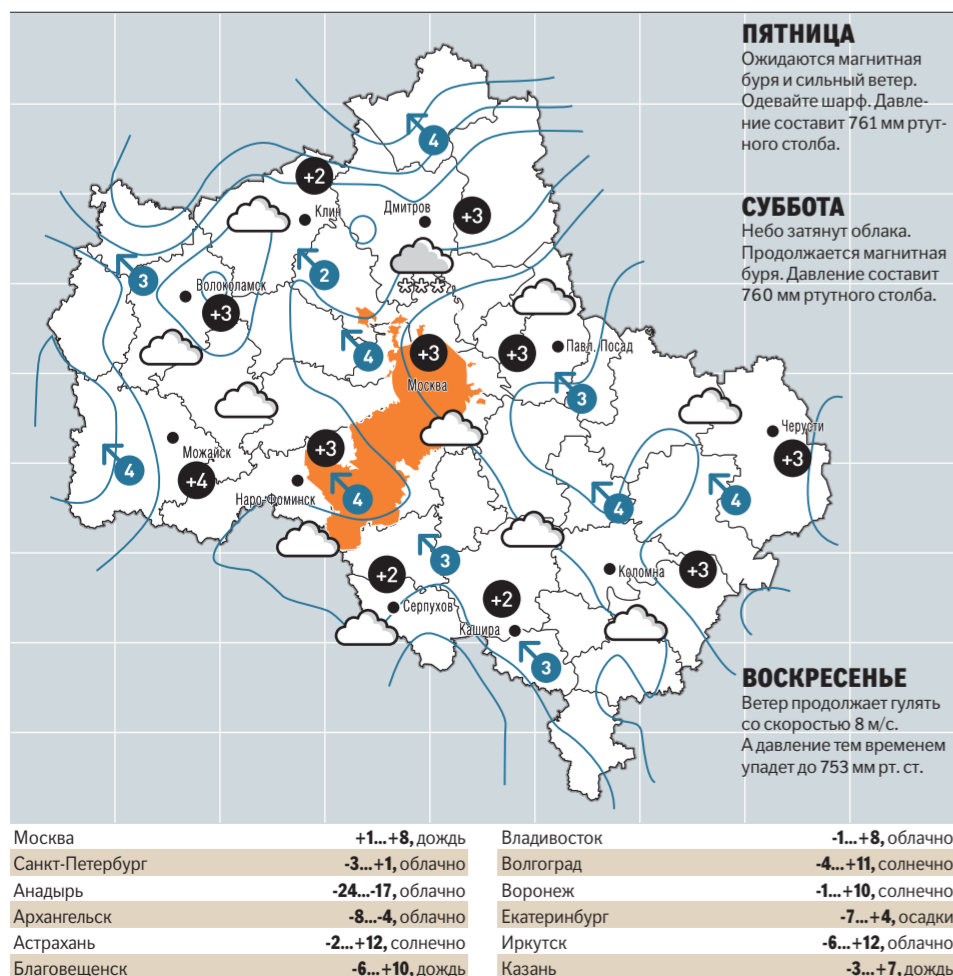 ПЯТНИЦА
Ожидаются магнитная
буря и сильный ветер.
Одевайте шарф. Давле-
ние составит 761 мм ртут-
ного столба.
СУББОТА
Небо затянут облака.
Продолжается магнитная
буря. Давление составит
760 мм ртутного столба.
4
+2
Клин
Дмитров
+3
3
2
Волоколамск
+3
4
+3
Москва
+3
Павл. Посад
3
Черусти
+3
Можайск
4
+4
+3
Наро-Фоминск
4
4
4
3
+2
Серпухов
+2
Кашира
3
Коломна
+3
ВОСКРЕСЕНЬЕ
Ветер продолжает гулять
со скоростью 8 м/с.
А давление тем временем
упадет до 753 мм рт. ст.
Москва +1...+8, дождь
Санкт-Петербург -3...+1, облачно
Анадырь -24...-17, облачно
Архангельск -8...-4, облачно
Астрахань -2...+12, солнечно
Благовещенск -6...+10, дождь
Владивосток -1...+8, облачно
Волгоград -4...+11, солнечно
Воронеж -1...+10, солнечно
Екатеринбург -7...+4, осадки
Иркутск -6...+12, облачно
Казань -3...+7, дождь